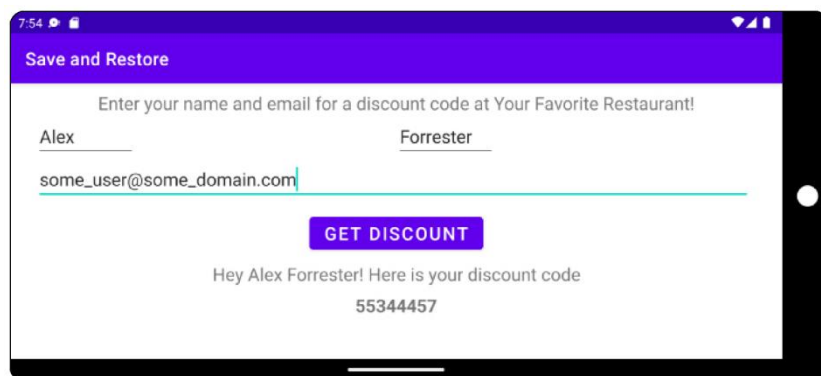 7:54
Save and Restore
Enter your name and email for a discount code at Your Favorite Restaurant!
Alex Forrester
some_user@some_domain.com
GET DISCOUNT
Hey Alex Forrester! Here is your discount code
55344457